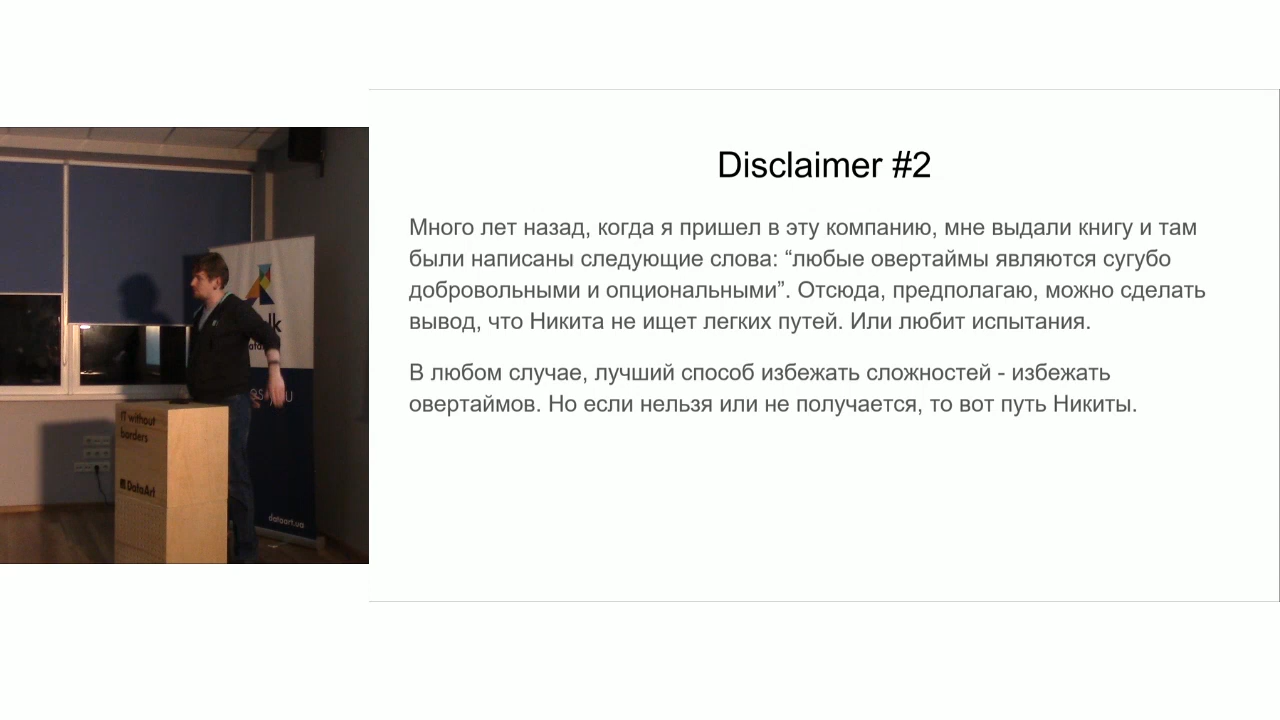 Disclaimer #2
Много лет назад, когда я пришел в эту компанию, мне выдали книгу и там
были написаны следующие слова: “любые овертаймы являются сугубо
добровольными и опциональными”. Отсюда, предполагаю, можно сделать
вывод, что Никита не ищет легких путей. Или любит испытания.
В любом случае, лучший способ избежать сложностей - избежать
овертаймов. Но если нельзя или не получается, то вот путь Никиты.
IT without
borders
DataArt
dataart.ua